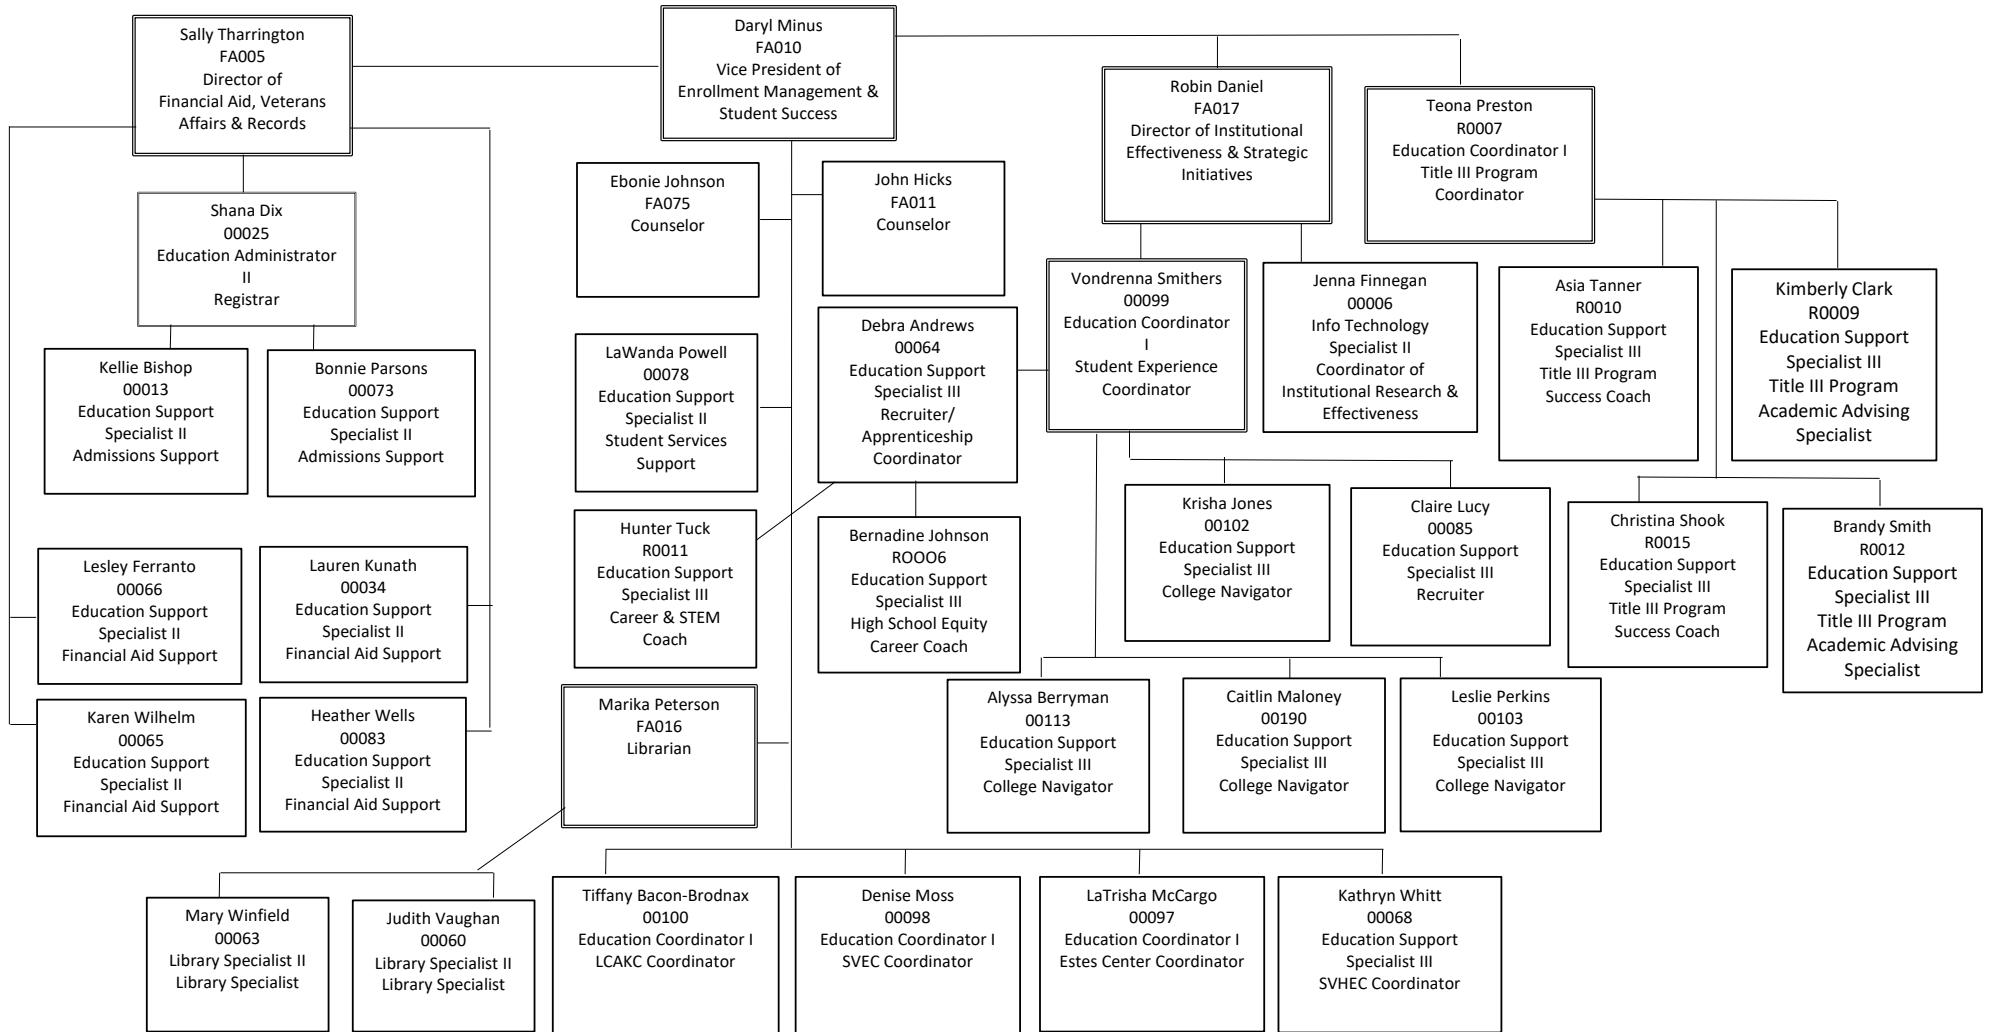 Sally Tharrington
FA005
Director of
Financial Aid, Veterans
Affairs & Records
Daryl Minus
FA010
Vice President of
Enrollment Management &
Student Success
Robin Daniel
FA017
Director of Institutional
Effectiveness & Strategic
Initiatives
Teona Preston
R0007
Education Coordinator I
Title III Program
Coordinator
Ebonie Johnson
FA075
Counselor
John Hicks
FA011
Counselor
Shana Dix
00025
Education Administrator
II
Registrar
Vondrenna Smithers
00099
Education Coordinator
I
Student Experience
Coordinator
Jenna Finnegan
00006
Info Technology
Specialist II
Coordinator of
Institutional Research &
Effectiveness
Asia Tanner
R0010
Education Support
Specialist III
Title III Program
Success Coach
Kimberly Clark
R0009
Education Support
Specialist III
Title III Program
Academic Advising
Specialist
Kellie Bishop
00013
Education Support
Specialist II
Admissions Support
Bonnie Parsons
00073
Education Support
Specialist II
Admissions Support
LaWanda Powell
00078
Education Support
Specialist II
Student Services
Support
Debra Andrews
00064
Education Support
Specialist III
Recruiter/
Apprenticeship
Coordinator
Krisha Jones
00102
Education Support
Specialist III
College Navigator
Claire Lucy
00085
Education Support
Specialist III
Recruiter
Christina Shook
R0015
Education Support
Specialist III
Title III Program
Success Coach
Brandy Smith
R0012
Education Support
Specialist III
Title III Program
Academic Advising
Specialist
Lesley Ferranto
00066
Education Support
Specialist II
Financial Aid Support
Lauren Kunath
00034
Education Support
Specialist II
Financial Aid Support
Hunter Tuck
R0011
Education Support
Specialist III
Career & STEM
Coach
Bernadine Johnson
ROOO6
Education Support
Specialist III
High School Equity
Career Coach
Karen Wilhelm
00065
Education Support
Specialist II
Financial Aid Support
Heather Wells
00083
Education Support
Specialist II
Financial Aid Support
Marika Peterson
FA016
Librarian
Alyssa Berryman
00113
Education Support
Specialist III
College Navigator
Caitlin Maloney
00190
Education Support
Specialist III
College Navigator
Leslie Perkins
00103
Education Support
Specialist III
College Navigator
Mary Winfield
00063
Library Specialist II
Library Specialist
Judith Vaughan
00060
Library Specialist II
Library Specialist
Tiffany Bacon-Brodnax
00100
Education Coordinator I
LCAKC Coordinator
Denise Moss
00098
Education Coordinator I
SVEC Coordinator
LaTrisha McCargo
00097
Education Coordinator I
Estes Center Coordinator
Kathryn Whitt
00068
Education Support
Specialist III
SVHEC Coordinator